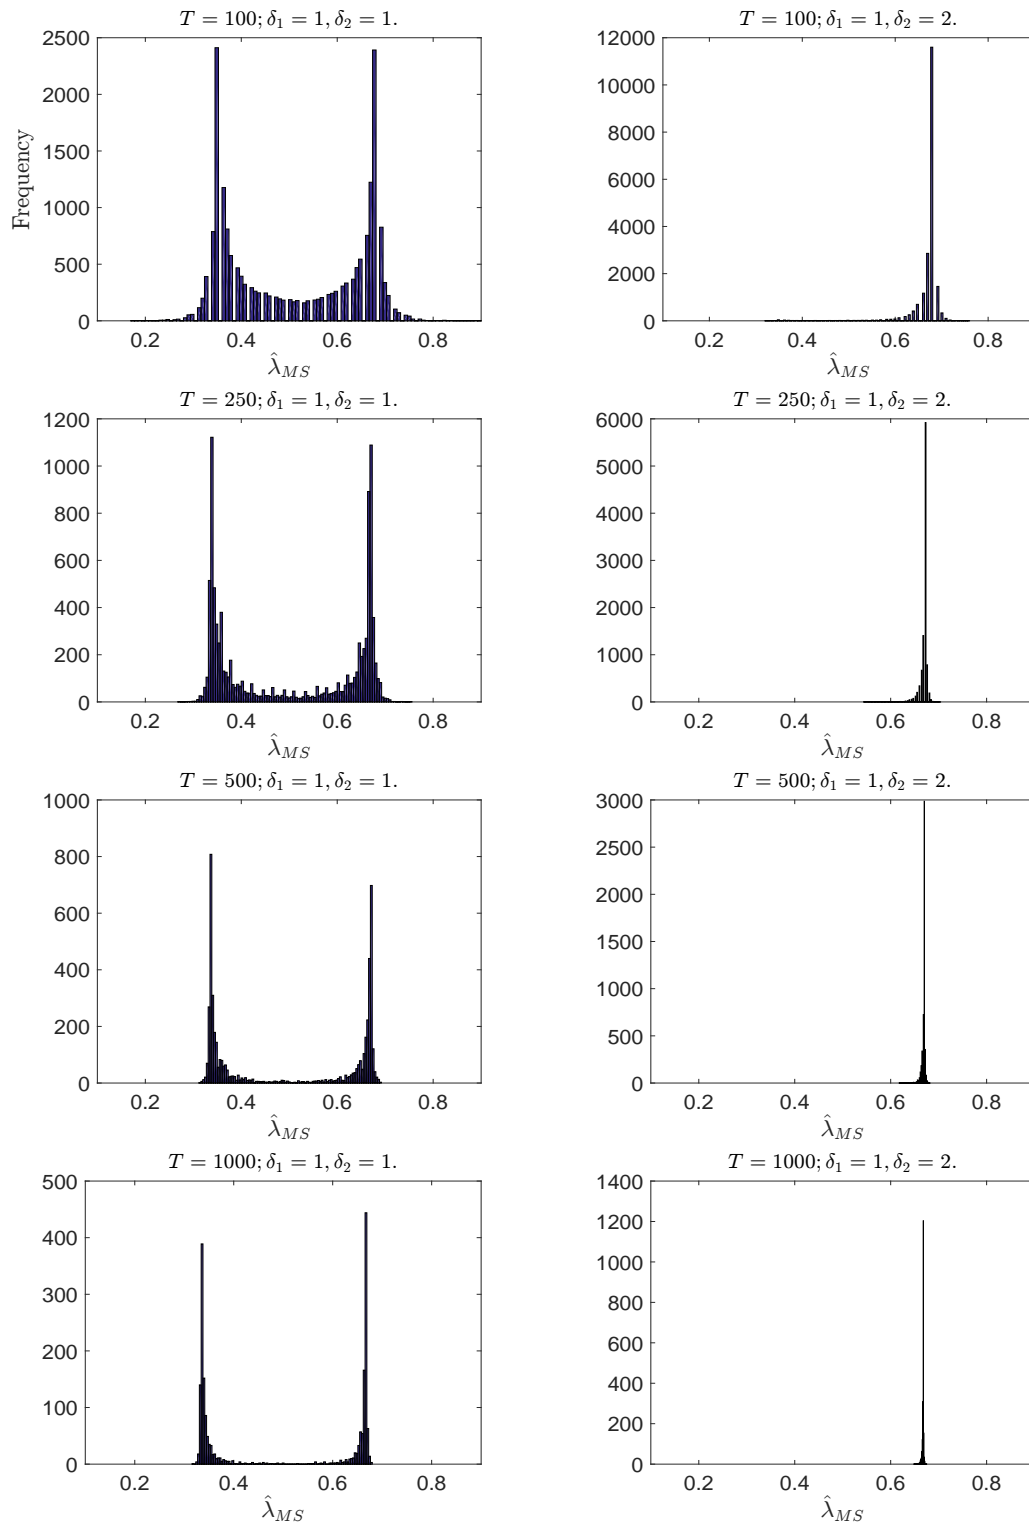 T = 100; δ₁ = 1, δ₂ = 1.
2500
2000
1500
1000
500
0
Frequency
0.2 0.4 0.6 0.8
λ̂_MS
T = 100; δ₁ = 1, δ₂ = 2.
12000
10000
8000
6000
4000
2000
0
0.2 0.4 0.6 0.8
λ̂_MS
T = 250; δ₁ = 1, δ₂ = 1.
1200
1000
800
600
400
200
0
0.2 0.4 0.6 0.8
λ̂_MS
T = 250; δ₁ = 1, δ₂ = 2.
6000
5000
4000
3000
2000
1000
0
0.2 0.4 0.6 0.8
λ̂_MS
T = 500; δ₁ = 1, δ₂ = 1.
1000
800
600
400
200
0
0.2 0.4 0.6 0.8
λ̂_MS
T = 500; δ₁ = 1, δ₂ = 2.
3000
2500
2000
1500
1000
500
0
0.2 0.4 0.6 0.8
λ̂_MS
T = 1000; δ₁ = 1, δ₂ = 1.
500
400
300
200
100
0
0.2 0.4 0.6 0.8
λ̂_MS
T = 1000; δ₁ = 1, δ₂ = 2.
1400
1200
1000
800
600
400
200
0
0.2 0.4 0.6 0.8
λ̂_MS